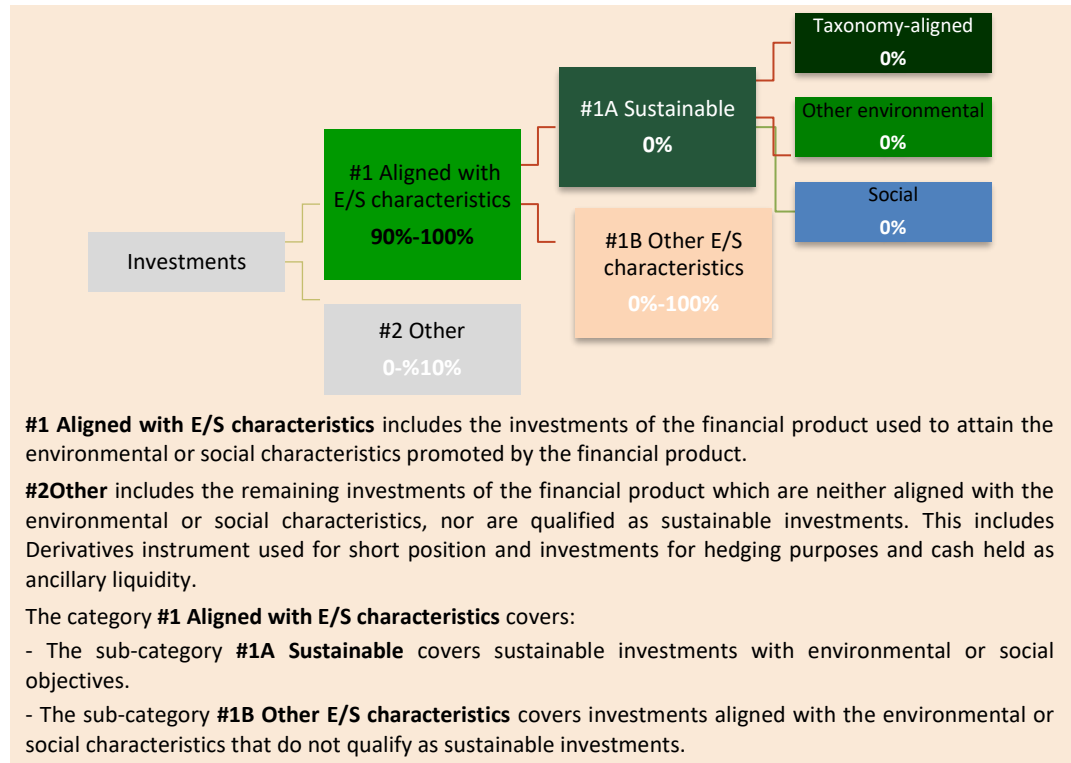 Investments
#1 Aligned with
E/S characteristics
90%-100%
#2 Other
0-%10%
#1A Sustainable
0%
#1B Other E/S
characteristics
0%-100%
Taxonomy-aligned
0%
Other environmental
0%
Social
0%
#1 Aligned with E/S characteristics includes the investments of the financial product used to attain the
environmental or social characteristics promoted by the financial product.
#2Other includes the remaining investments of the financial product which are neither aligned with the
environmental or social characteristics, nor are qualified as sustainable investments. This includes
Derivatives instrument used for short position and investments for hedging purposes and cash held as
ancillary liquidity.
The category #1 Aligned with E/S characteristics covers:
- The sub-category #1A Sustainable covers sustainable investments with environmental or social
objectives.
- The sub-category #1B Other E/S characteristics covers investments aligned with the environmental or
social characteristics that do not qualify as sustainable investments.